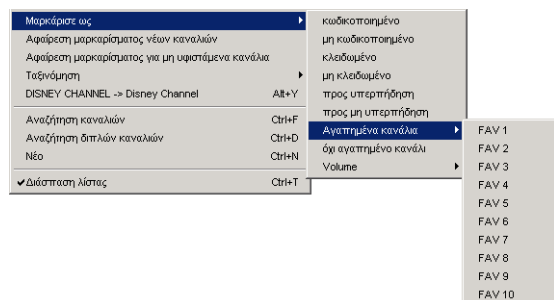 Μαρκάρισε ως
Αφαίρεση μαρκαρίσματος νέων καναλιών
Αφαίρεση μαρκαρίσματος για μη υφιστάμενα κανάλια
Ταξινόμηση
DISNEY CHANNEL -> Disney Channel Alt+Y
Αναζήτηση καναλιών Ctrl+F
Αναζήτηση διπλών καναλιών Ctrl+D
Νέο Ctrl+N
✔Διάσπαση λίστας Ctrl+T
κωδικοποιημένο
μη κωδικοποιημένο
κλειδωμένο
μη κλειδωμένο
προς υπερπήδηση
προς μη υπερπήδηση
Αγαπημένα κανάλια
όχι αγαπημένο κανάλι
Volume
FAV 1
FAV 2
FAV 3
FAV 4
FAV 5
FAV 6
FAV 7
FAV 8
FAV 9
FAV 10